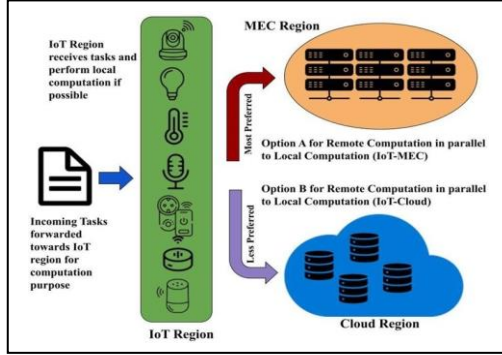 IoT Region
receives tasks and
perform local
computation if
possible
Incoming Tasks
forwarded
towards IoT
region for
computation
purpose
IoT Region
Most Preferred
Less Preferred
MEC Region
Option A for Remote Computation in parallel
to Local Computation (IoT-MEC)
Option B for Remote Computation in parallel
to Local Computation (IoT-Cloud)
Cloud Region